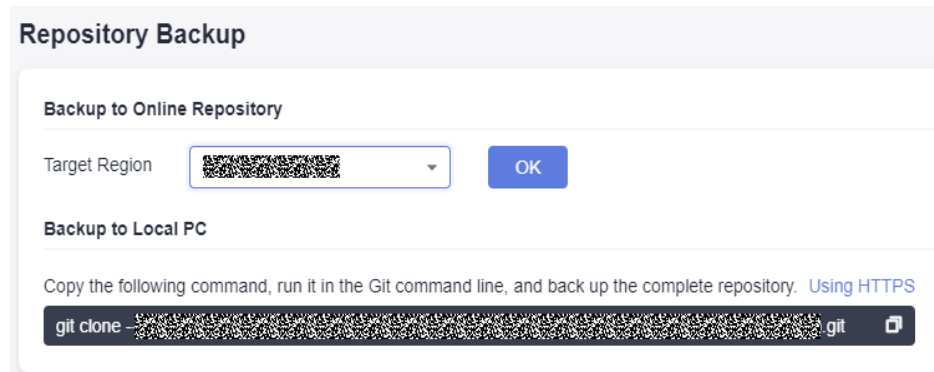 Repository Backup
Backup to Online Repository
Target Region
OK
Backup to Local PC
Copy the following command, run it in the Git command line, and back up the complete repository. Using HTTPS
git clone – .git